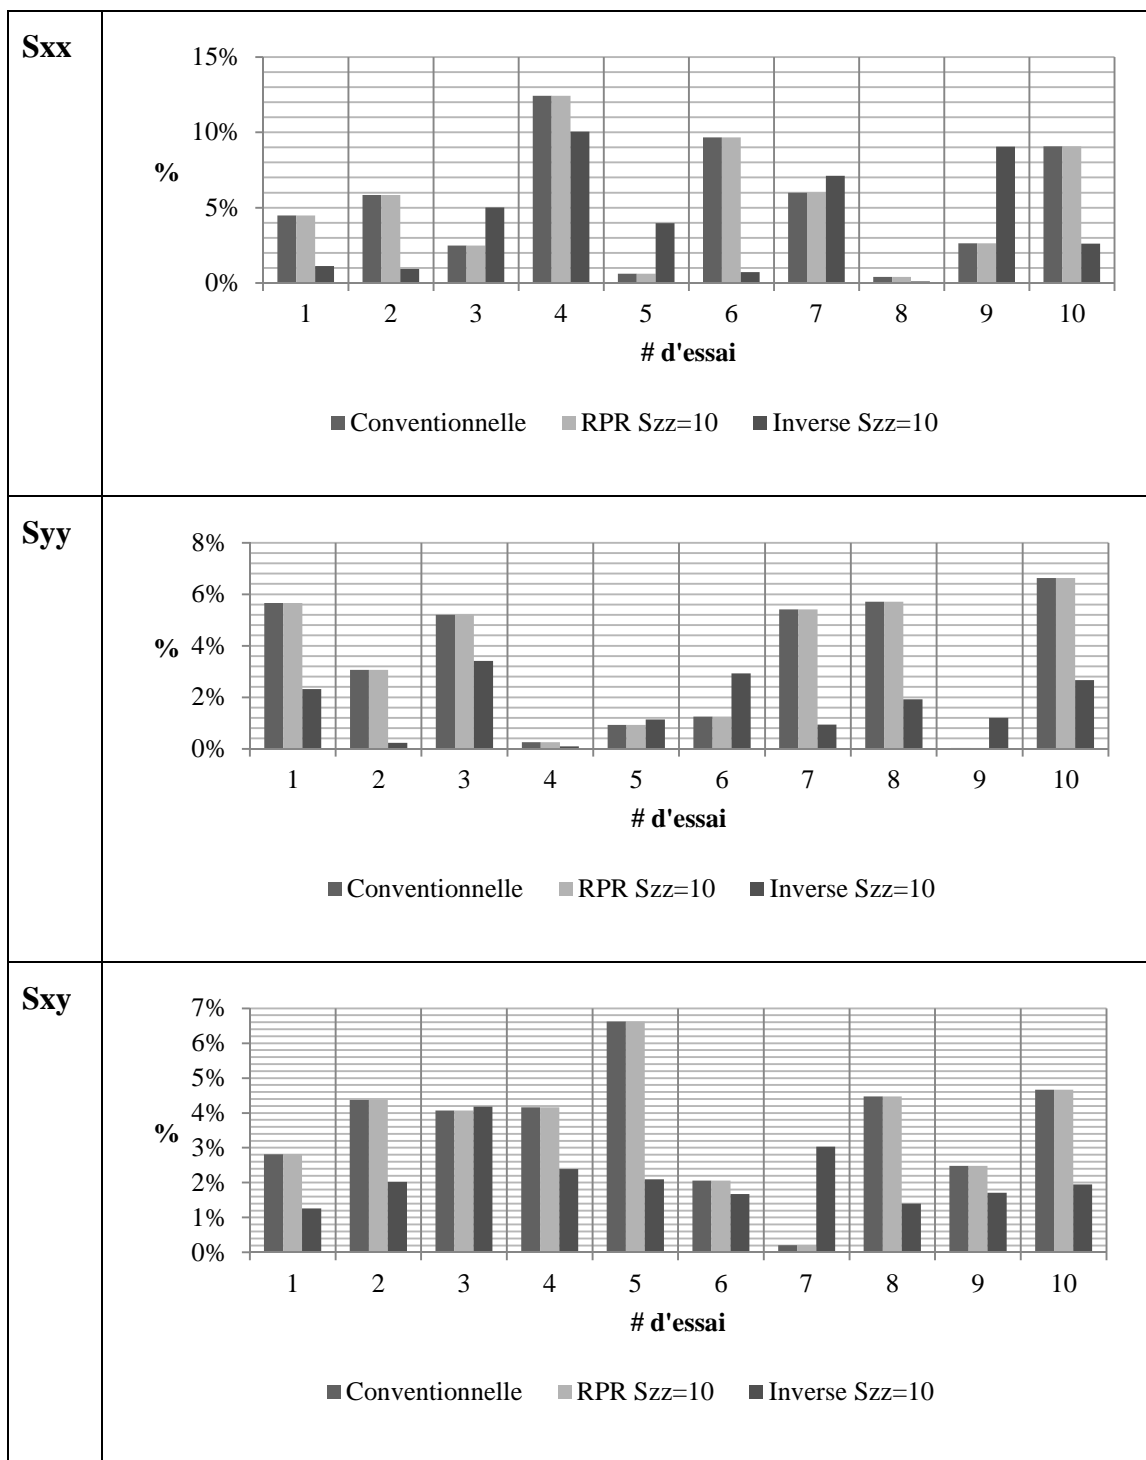 Sxx
15%
10%
%
5%
0%
1 2 3 4 5 6 7 8 9 10
# d'essai
Conventionnelle RPR Szz=10 Inverse Szz=10
Syy
8%
6%
% 4%
2%
0%
1 2 3 4 5 6 7 8 9 10
# d'essai
Conventionnelle RPR Szz=10 Inverse Szz=10
Sxy
7%
6%
5%
4%
%
3%
2%
1%
0%
1 2 3 4 5 6 7 8 9 10
# d'essai
Conventionnelle RPR Szz=10 Inverse Szz=10